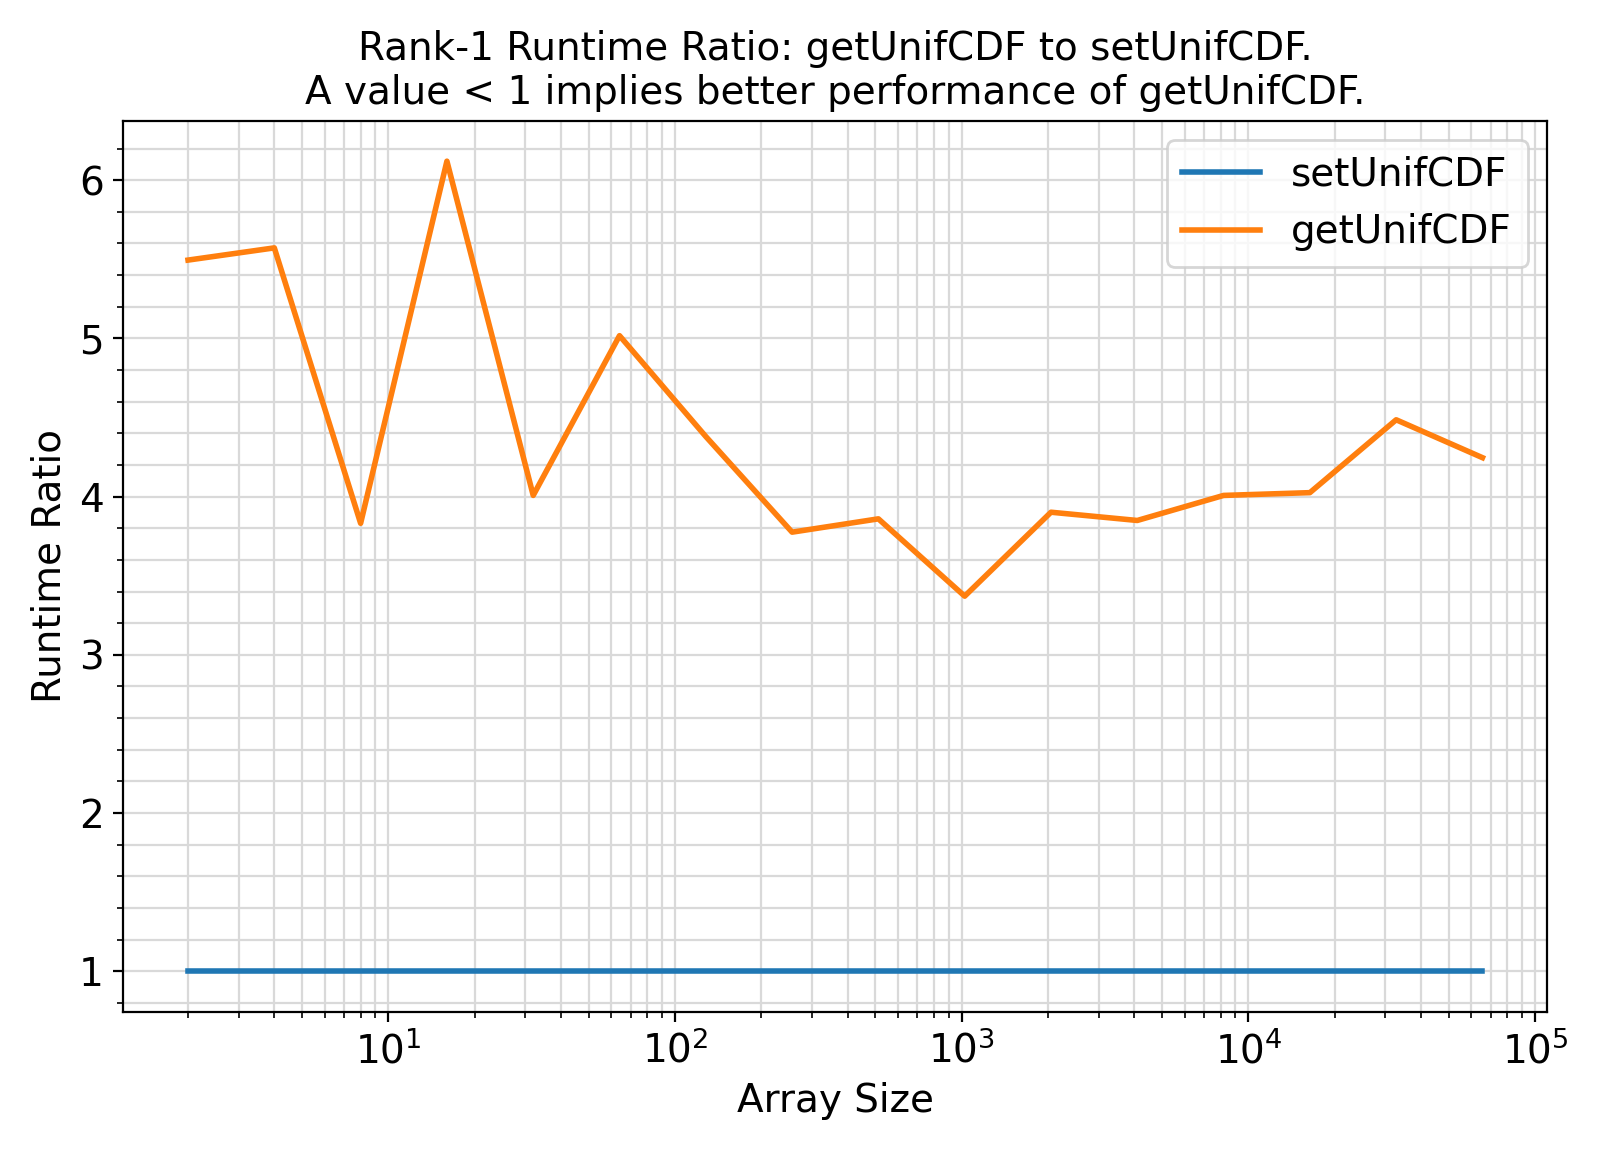 Rank-1 Runtime Ratio: getUnifCDF to setUnifCDF.
A value < 1 implies better performance of getUnifCDF.
setUnifCDF
getUnifCDF
Runtime Ratio
6
5
4
3
2
1
10¹ 10² 10³ 10⁴ 10⁵
Array Size